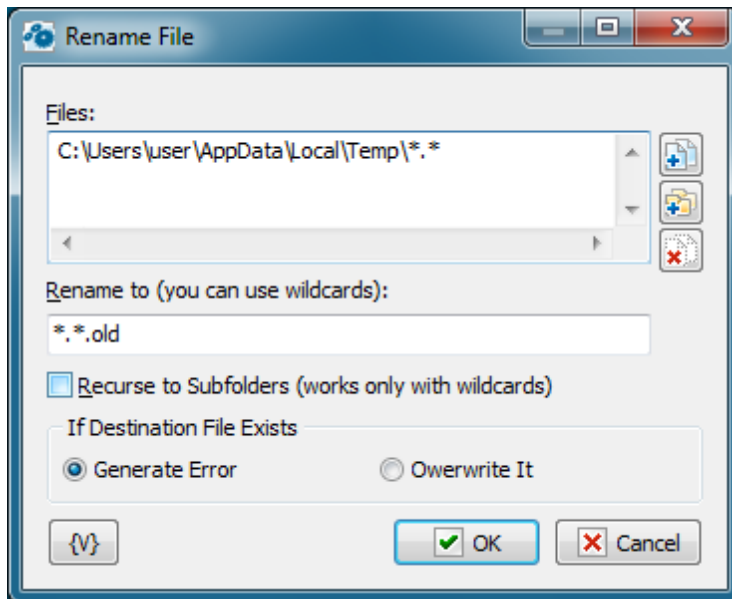 Rename File
Files:
C:\Users\user\AppData\Local\Temp\*.*
Rename to (you can use wildcards):
*.*.old
Recurse to Subfolders (works only with wildcards)
If Destination File Exists
Generate Error
Owerwrite It
{V}
OK
Cancel